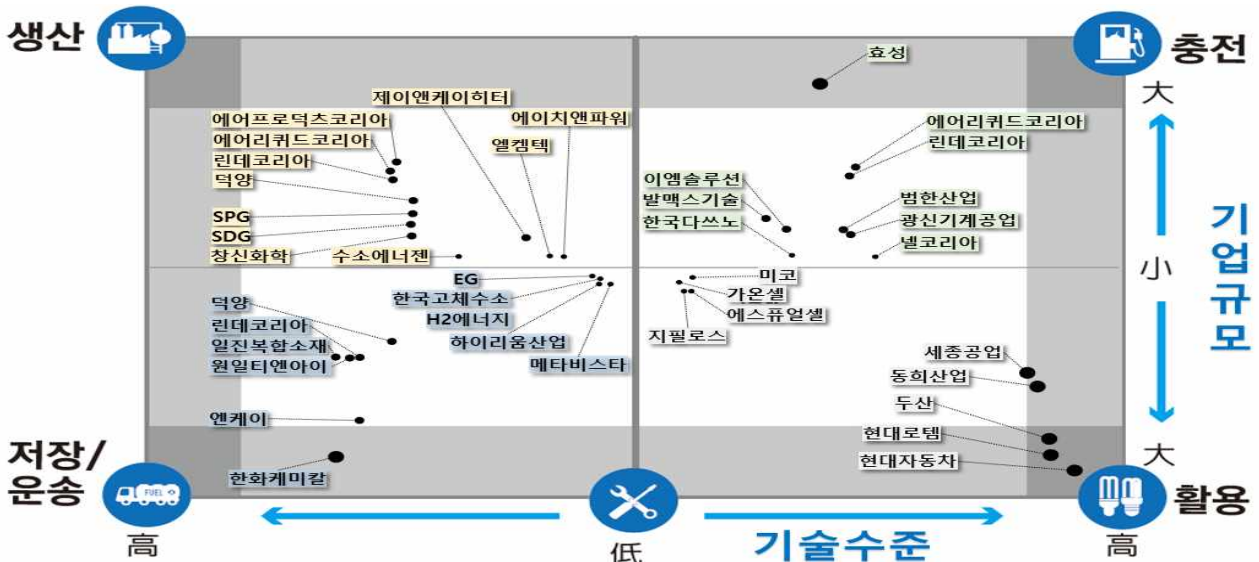 생산
충전
효성
大
제이앤케이히터
에어프로덕츠코리아
에이치앤파워
에어리퀴드코리아
에어리퀴드코리아
엘켐텍
린데코리아
린데코리아
덕양
이엠솔루션
발맥스기술
범한산업
SPG
한국다쓰노
광신기계공업
SDG
넬코리아
창신화학
수소에너젠
기업규모
小
EG
미코
한국고체수소
가온셀
덕양
H2에너지
에스퓨얼셀
린데코리아
하이리움산업
지필로스
일진복합소재
세종공업
원일티앤아이
메타비스타
동희산업
두산
엔케이
현대로템
저장/
운송
大
현대자동차
한화케미칼
FUEL
활용
高
低
기술수준
高